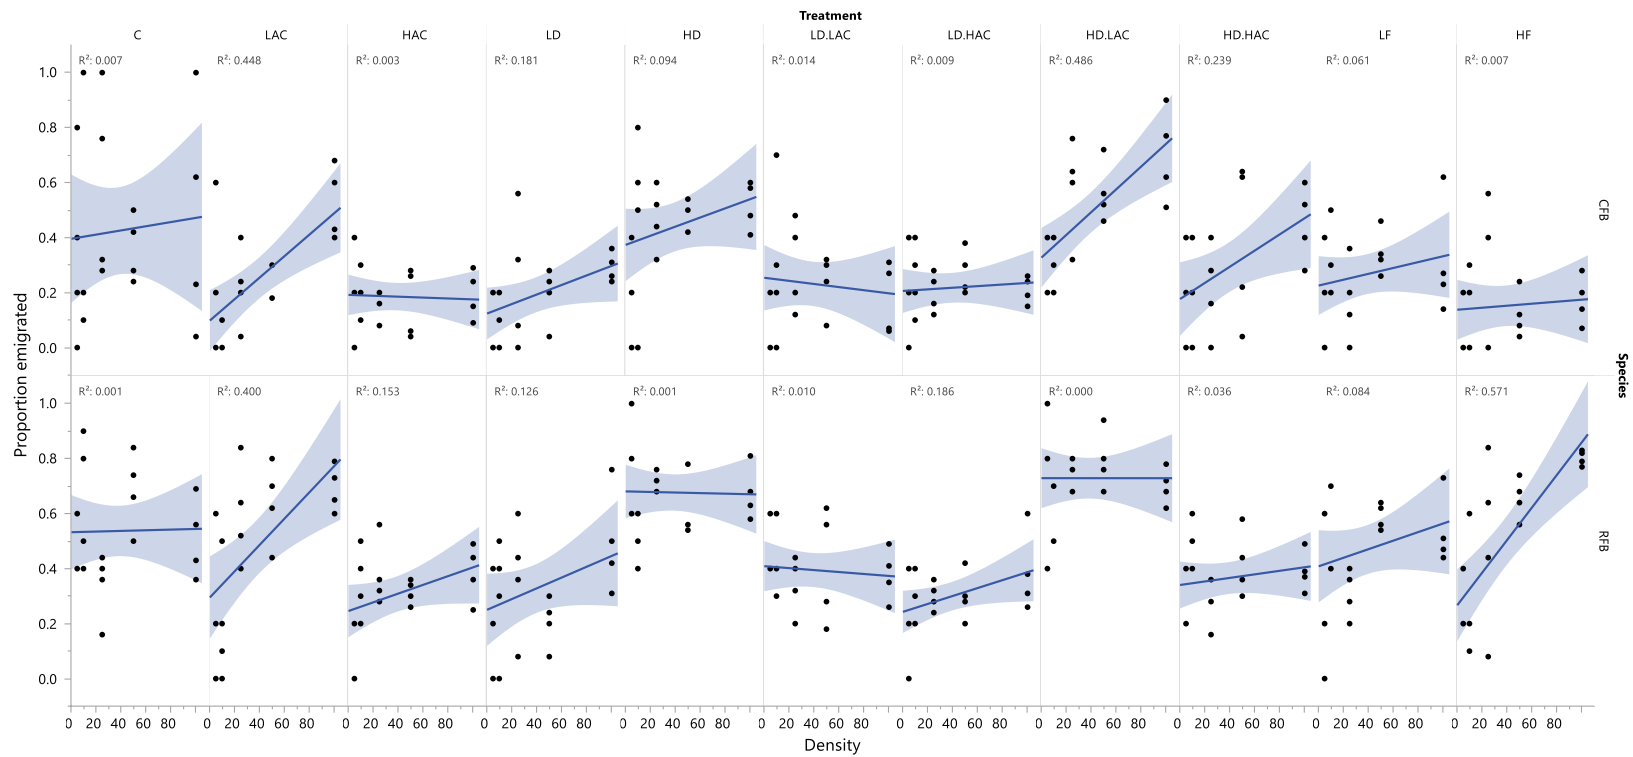 Treatment
C LAC HAC LD HD LD.LAC LD.HAC HD.LAC HD.HAC LF HF
R²: 0.007 R²: 0.448 R²: 0.003 R²: 0.181 R²: 0.094 R²: 0.014 R²: 0.009 R²: 0.486 R²: 0.239 R²: 0.061 R²: 0.007
1.0
0.8
0.6
0.4
0.2
0.0
CFB
R²: 0.001 R²: 0.400 R²: 0.153 R²: 0.126 R²: 0.001 R²: 0.010 R²: 0.186 R²: 0.000 R²: 0.036 R²: 0.084 R²: 0.571
1.0
0.8
0.6
0.4
0.2
0.0
RFB
Species
Proportion emigrated
0 20 40 60 80 0 20 40 60 80 0 20 40 60 80 0 20 40 60 80 0 20 40 60 80 0 20 40 60 80 0 20 40 60 80 0 20 40 60 80 0 20 40 60 80 0 20 40 60 80 0 20 40 60 80
Density